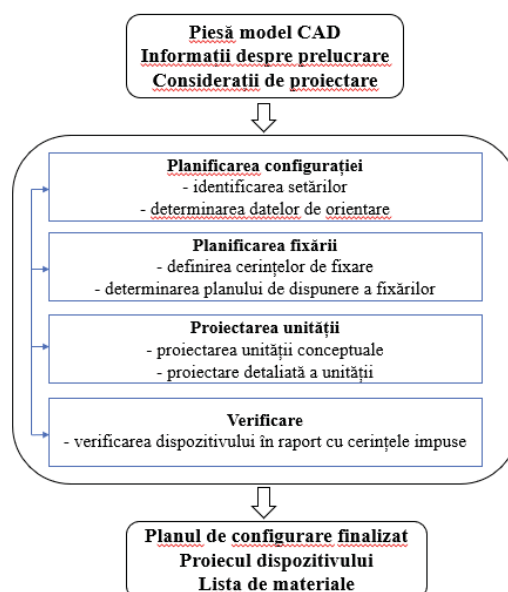 Piesă model CAD
Informații despre prelucrare
Considerații de proiectare
Planificarea configurației
- identificarea setărilor
- determinarea datelor de orientare
Planificarea fixării
- definirea cerințelor de fixare
- determinarea planului de dispunere a fixărilor
Proiectarea unității
- proiectarea unității conceptuale
- proiectare detaliată a unității
Verificare
- verificarea dispozitivului în raport cu cerințele impuse
Planul de configurare finalizat
Proiecul dispozitivului
Lista de materiale